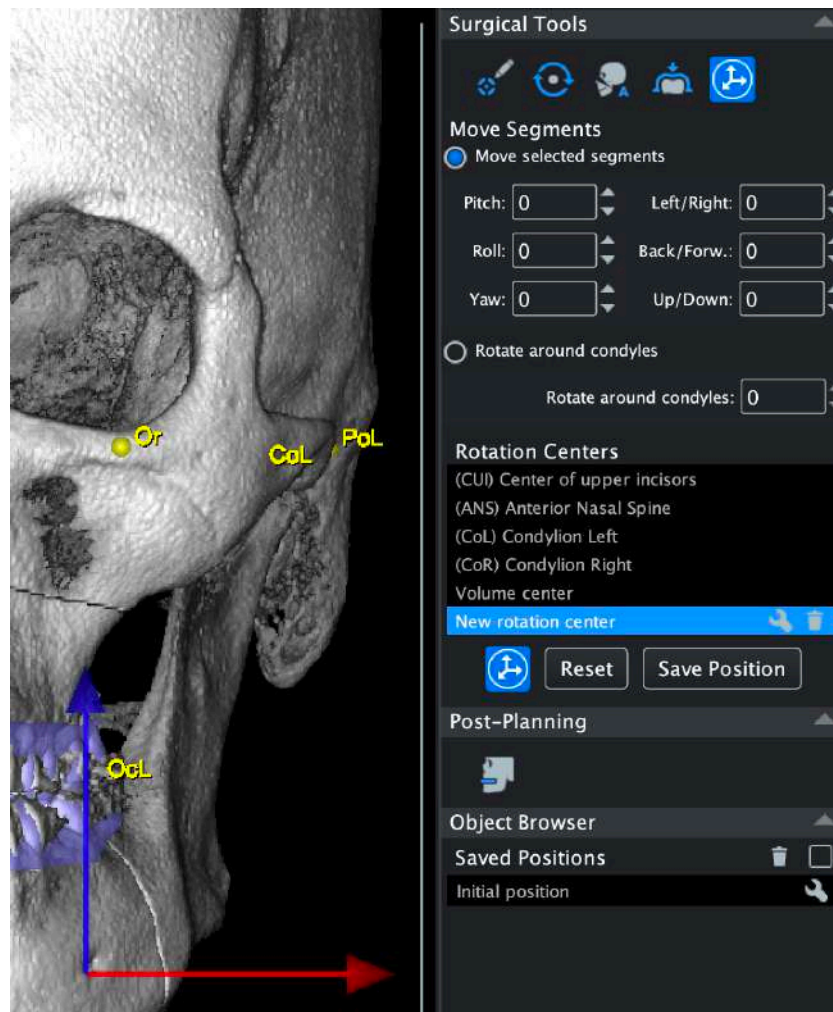 Surgical Tools
A
Move Segments
Move selected segments
Pitch: 0 Left/Right: 0
Roll: 0 Back/Forw.: 0
Yaw: 0 Up/Down: 0
Rotate around condyles
Rotate around condyles: 0
Or
CoL PoL
Rotation Centers
(CUI) Center of upper incisors
(ANS) Anterior Nasal Spine
(CoL) Condylion Left
(CoR) Condylion Right
Volume center
New rotation center
Reset Save Position
Post-Planning
OcL
Object Browser
Saved Positions
Initial position